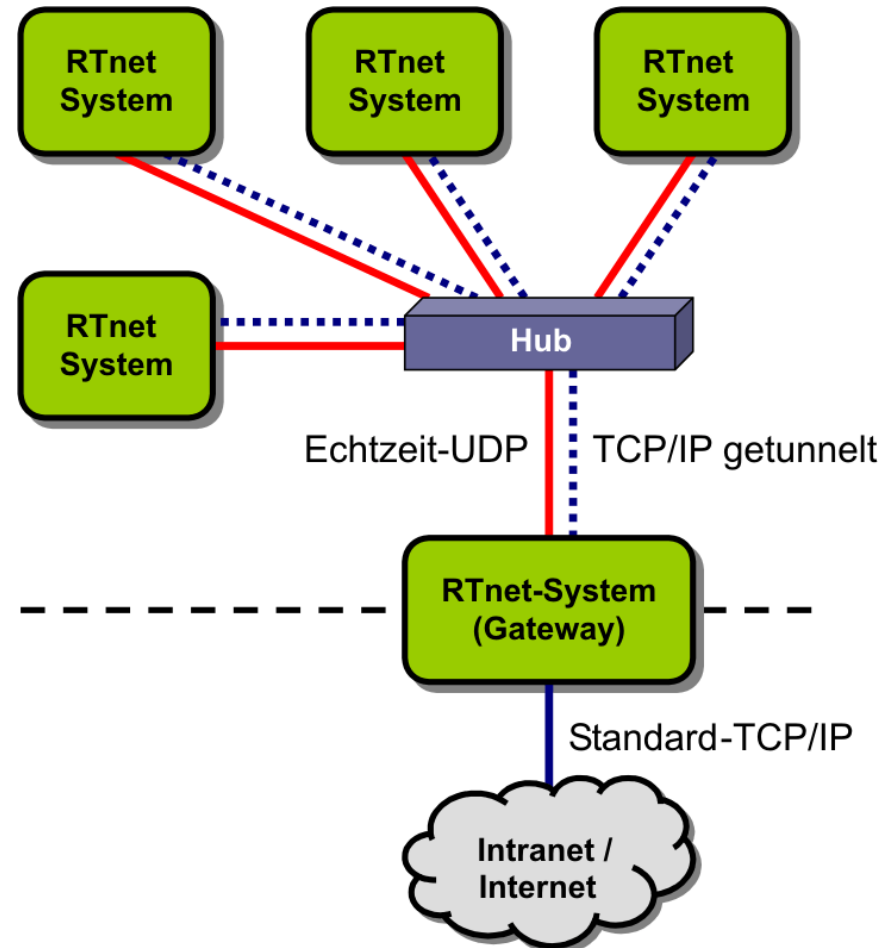 RTnet
System
RTnet
System
RTnet
System
RTnet
System
Hub
Echtzeit-UDP
TCP/IP getunnelt
RTnet-System
(Gateway)
Standard-TCP/IP
Intranet /
Internet